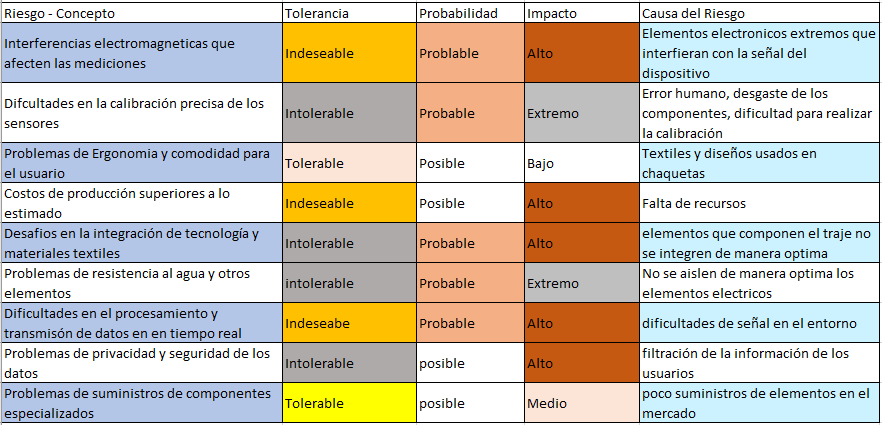 Riesgo - Concepto Tolerancia Probabilidad Impacto Causa del Riesgo
Interferencias electromagneticas que
afecten las mediciones
Indeseable
Problable
Alto
Elementos electronicos extremos que
interfieran con la señal del
dispositivo
Difcultades en la calibración precisa de los
sensores
Intolerable
Probable
Extremo
Error humano, desgaste de los
componentes, dificultad para realizar
la calibración
Problemas de Ergonomia y comodidad para
el usuario
Tolerable
Posible
Bajo
Textiles y diseños usados en
chaquetas
Costos de producción superiores a lo
estimado
Indeseable
Posible
Alto
Falta de recursos
Desafios en la integración de tecnología y
materiales textiles
Intolerable
Probable
Alto
elementos que componen el traje no
se integren de manera optima
Problemas de resistencia al agua y otros
elementos
intolerable
Probable
Extremo
No se aislen de manera optima los
elementos electricos
Dificultades en el procesamiento y
transmisón de datos en en tiempo real
Indeseabe
Probable
Alto
dificultades de señal en el entorno
Problemas de privacidad y seguridad de los
datos
Intolerable
posible
Alto
filtración de la información de los
usuarios
Problemas de suministros de componentes
especializados
Tolerable
posible
Medio
poco suministros de elementos en el
mercado